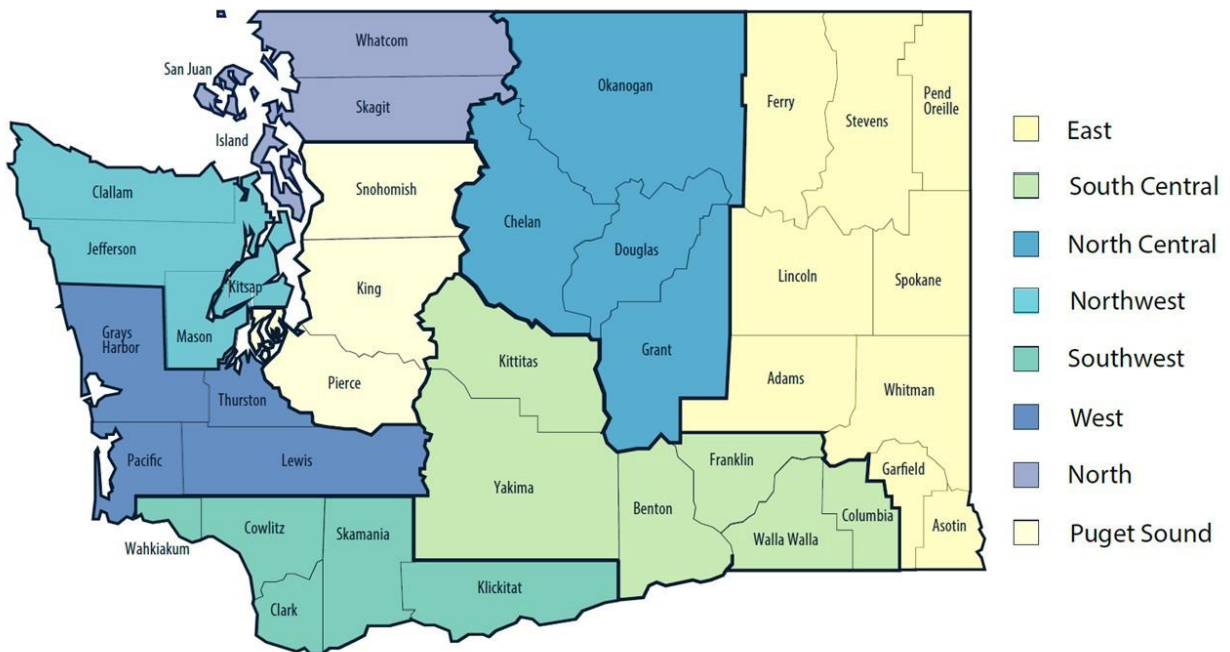 Whatcom
San Juan
Skagit
Island
Okanogan
Ferry
Stevens
Pend
Oreille
Clallam
Snohomish
Jefferson
Chelan
Douglas
Kitsap
King
Lincoln
Spokane
Grays
Harbor
Mason
Kittitas
Grant
Pierce
Adams
Whitman
Thurston
Pacific
Lewis
Yakima
Franklin
Garfield
Benton
Columbia
Walla Walla
Asotin
Wahkiakum
Cowlitz
Skamania
Klickitat
Clark
East
South Central
North Central
Northwest
Southwest
West
North
Puget Sound